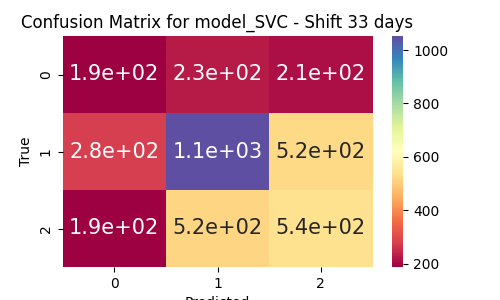 Confusion Matrix for model_SVC - Shift 33 days
0 1.9e+02 2.3e+02 2.1e+02
1 2.8e+02 1.1e+03 5.2e+02
2 1.9e+02 5.2e+02 5.4e+02
0 1 2
True
Predicted
1000
800
600
400
200